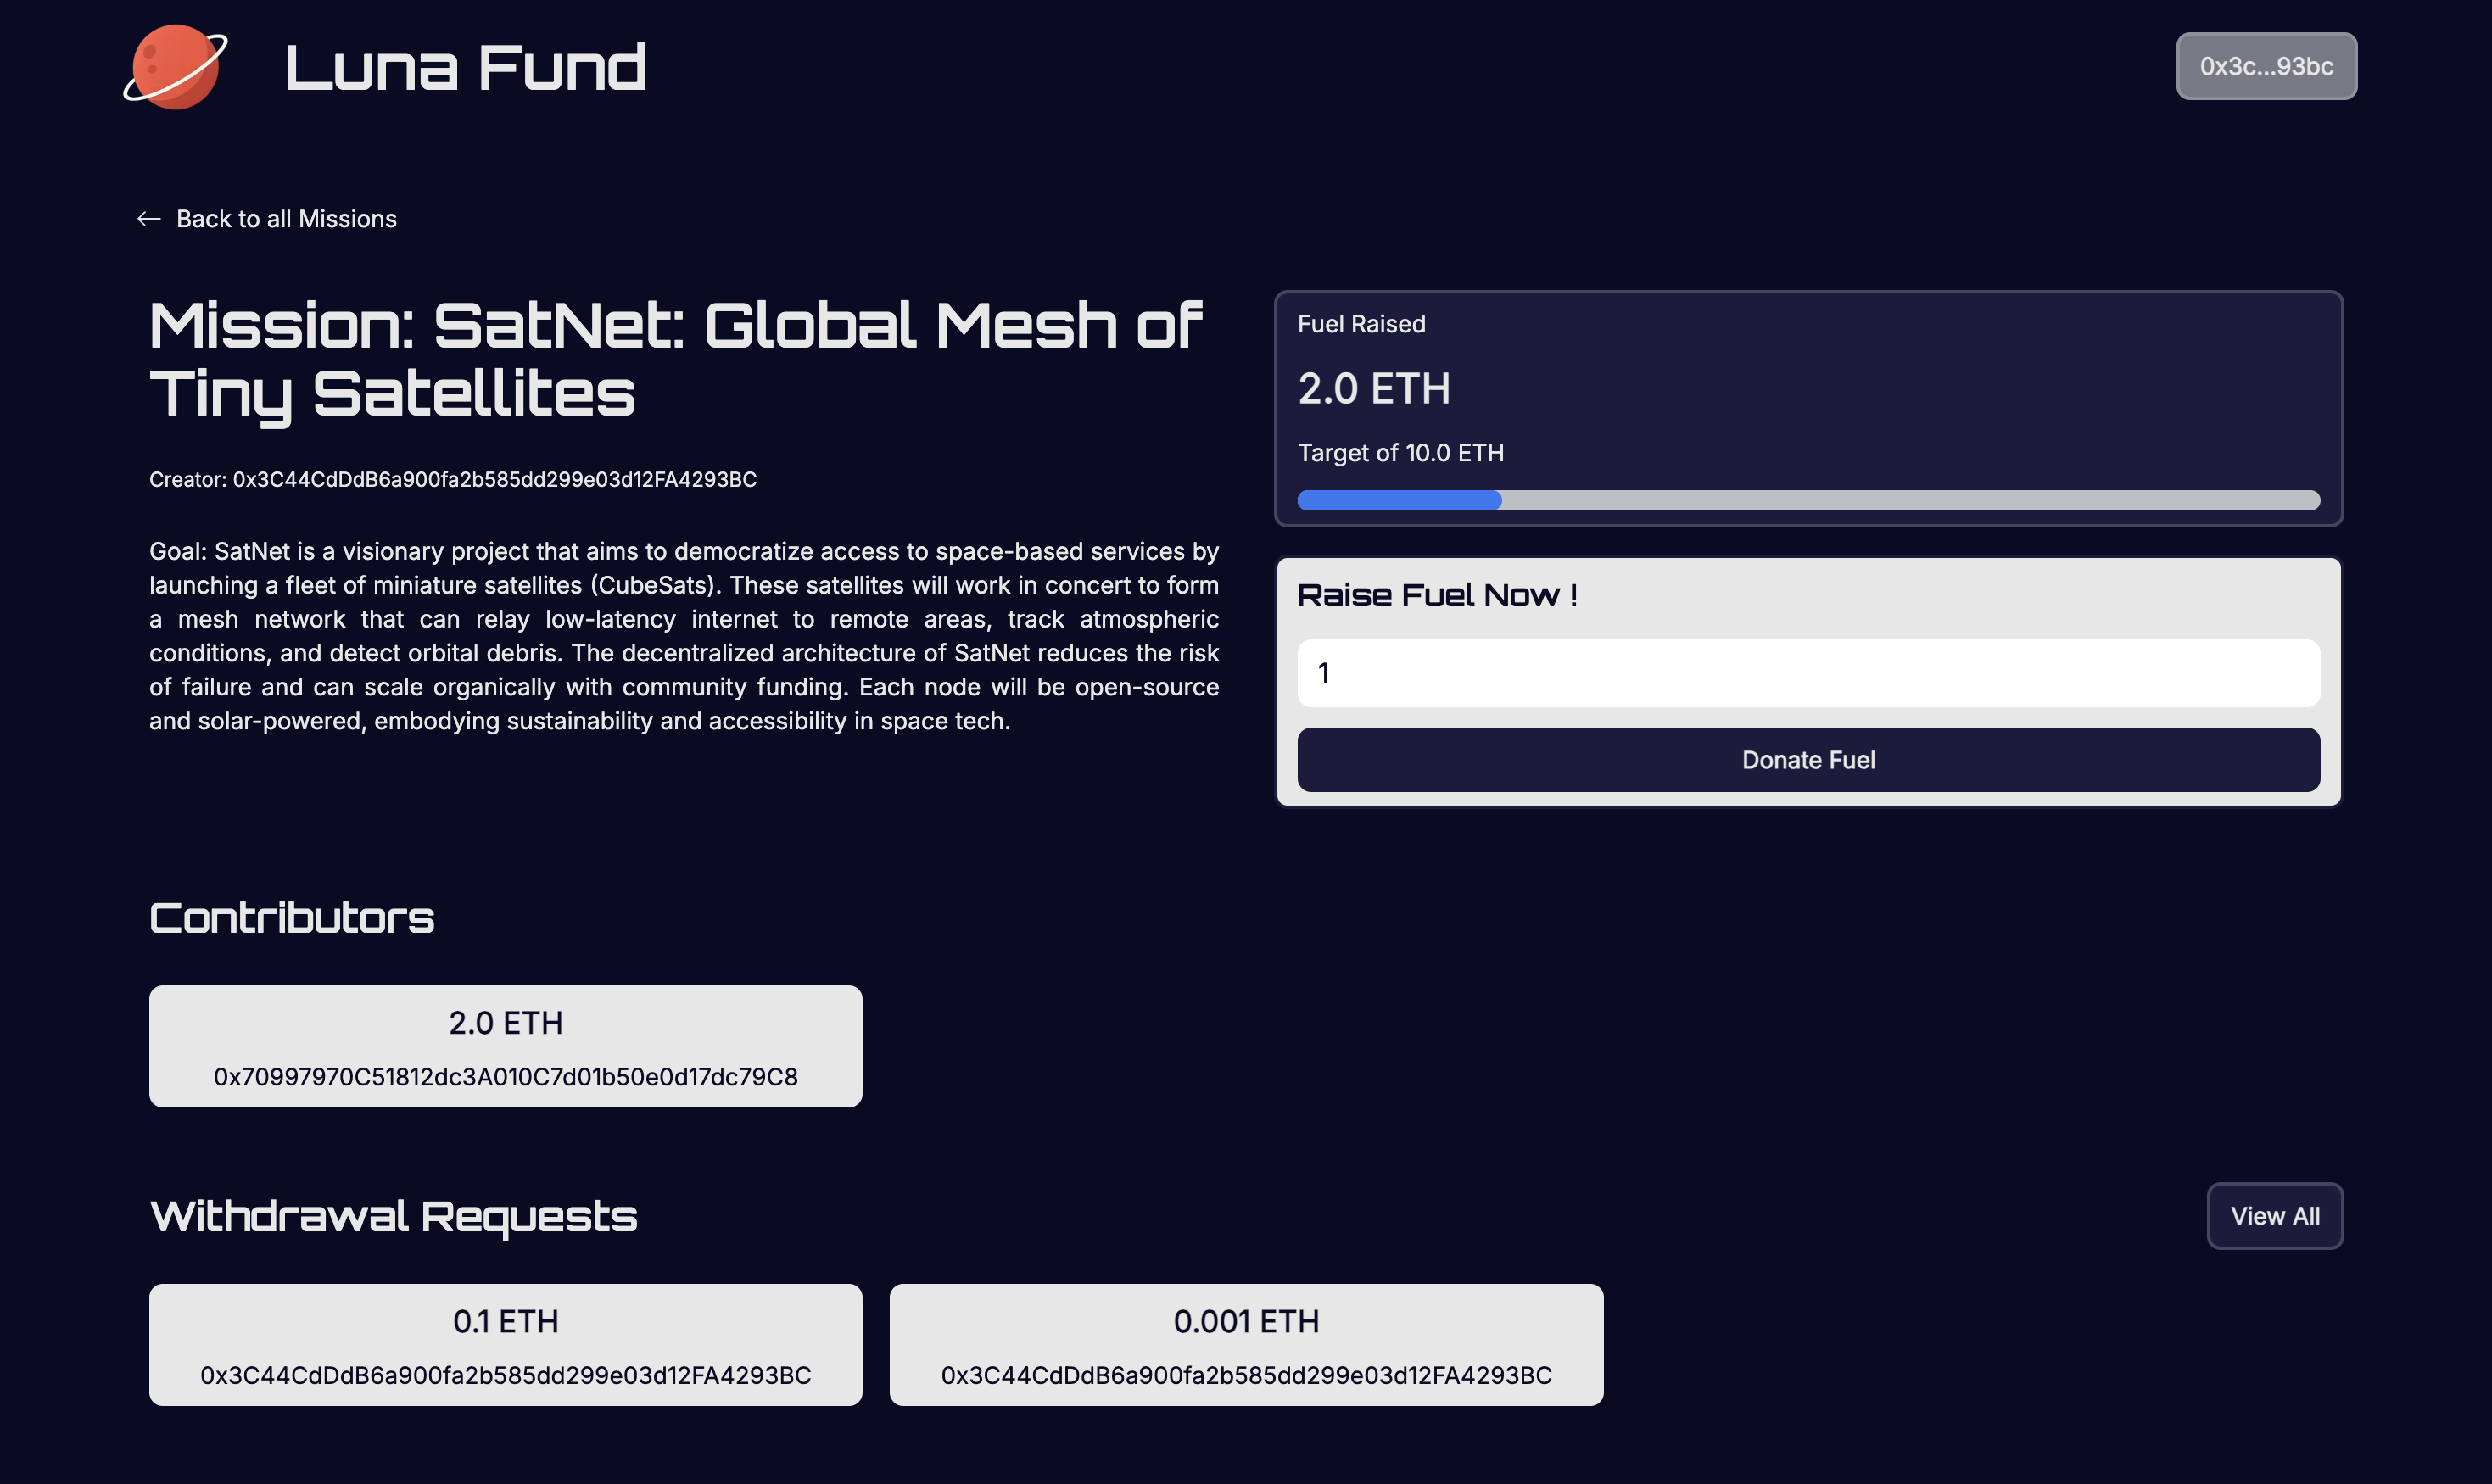 Luna Fund
0x3c...93bc
Back to all Missions
Mission: SatNet: Global Mesh of
Tiny Satellites
Creator: 0x3C44CdDdB6a900fa2b585dd299e03d12FA4293BC
Goal: SatNet is a visionary project that aims to democratize access to space-based services by
launching a fleet of miniature satellites (CubeSats). These satellites will work in concert to form
a mesh network that can relay low-latency internet to remote areas, track atmospheric
conditions, and detect orbital debris. The decentralized architecture of SatNet reduces the risk
of failure and can scale organically with community funding. Each node will be open-source
and solar-powered, embodying sustainability and accessibility in space tech.
Fuel Raised
2.0 ETH
Target of 10.0 ETH
Raise Fuel Now !
1
Donate Fuel
Contributors
2.0 ETH
0x70997970C51812dc3A010C7d01b50e0d17dc79C8
Withdrawal Requests
View All
0.1 ETH
0x3C44CdDdB6a900fa2b585dd299e03d12FA4293BC
0.001 ETH
0x3C44CdDdB6a900fa2b585dd299e03d12FA4293BC